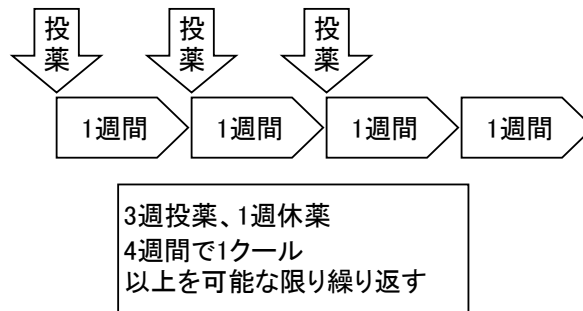 投薬
投薬
投薬
1週間
1週間
1週間
1週間
3週投薬、1週休薬
4週間で1クール
以上を可能な限り繰り返す